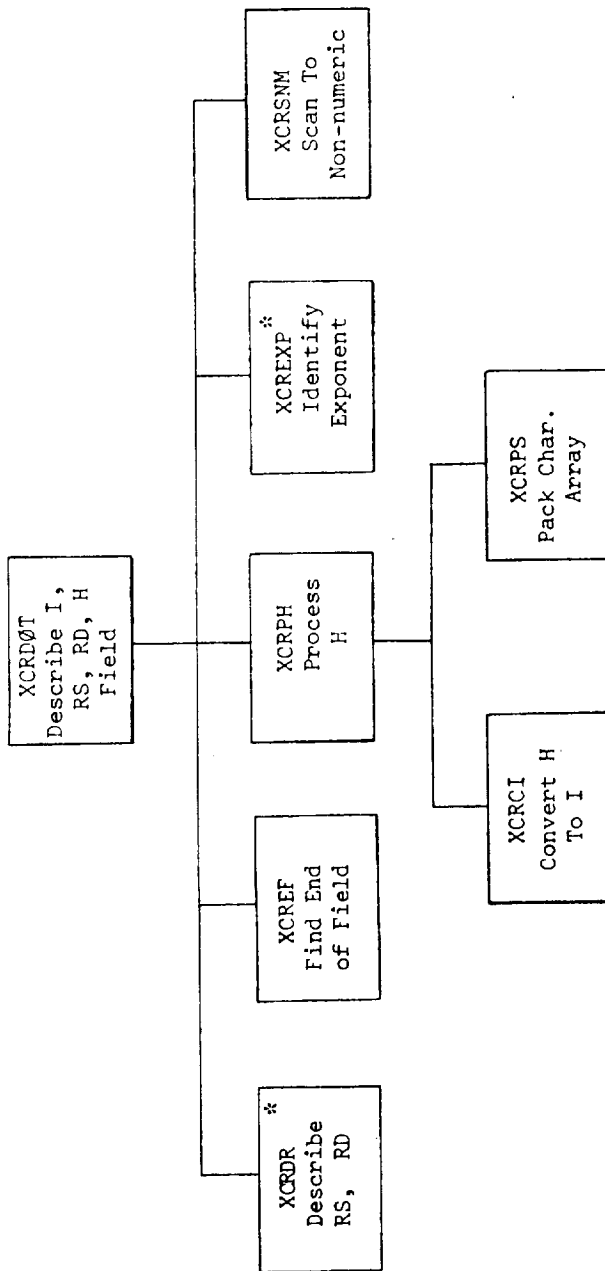 XCRDØT
Describe I,
RS, RD, H
Field
*
XCRDR
Describe
RS, RD
XCREF
Find End
of Field
XCRPH
Process
H
*
XCREXP
Identify
Exponent
XCRSNM
Scan To
Non-numeric
XCRCI
Convert H
To I
XCRPS
Pack Char.
Array